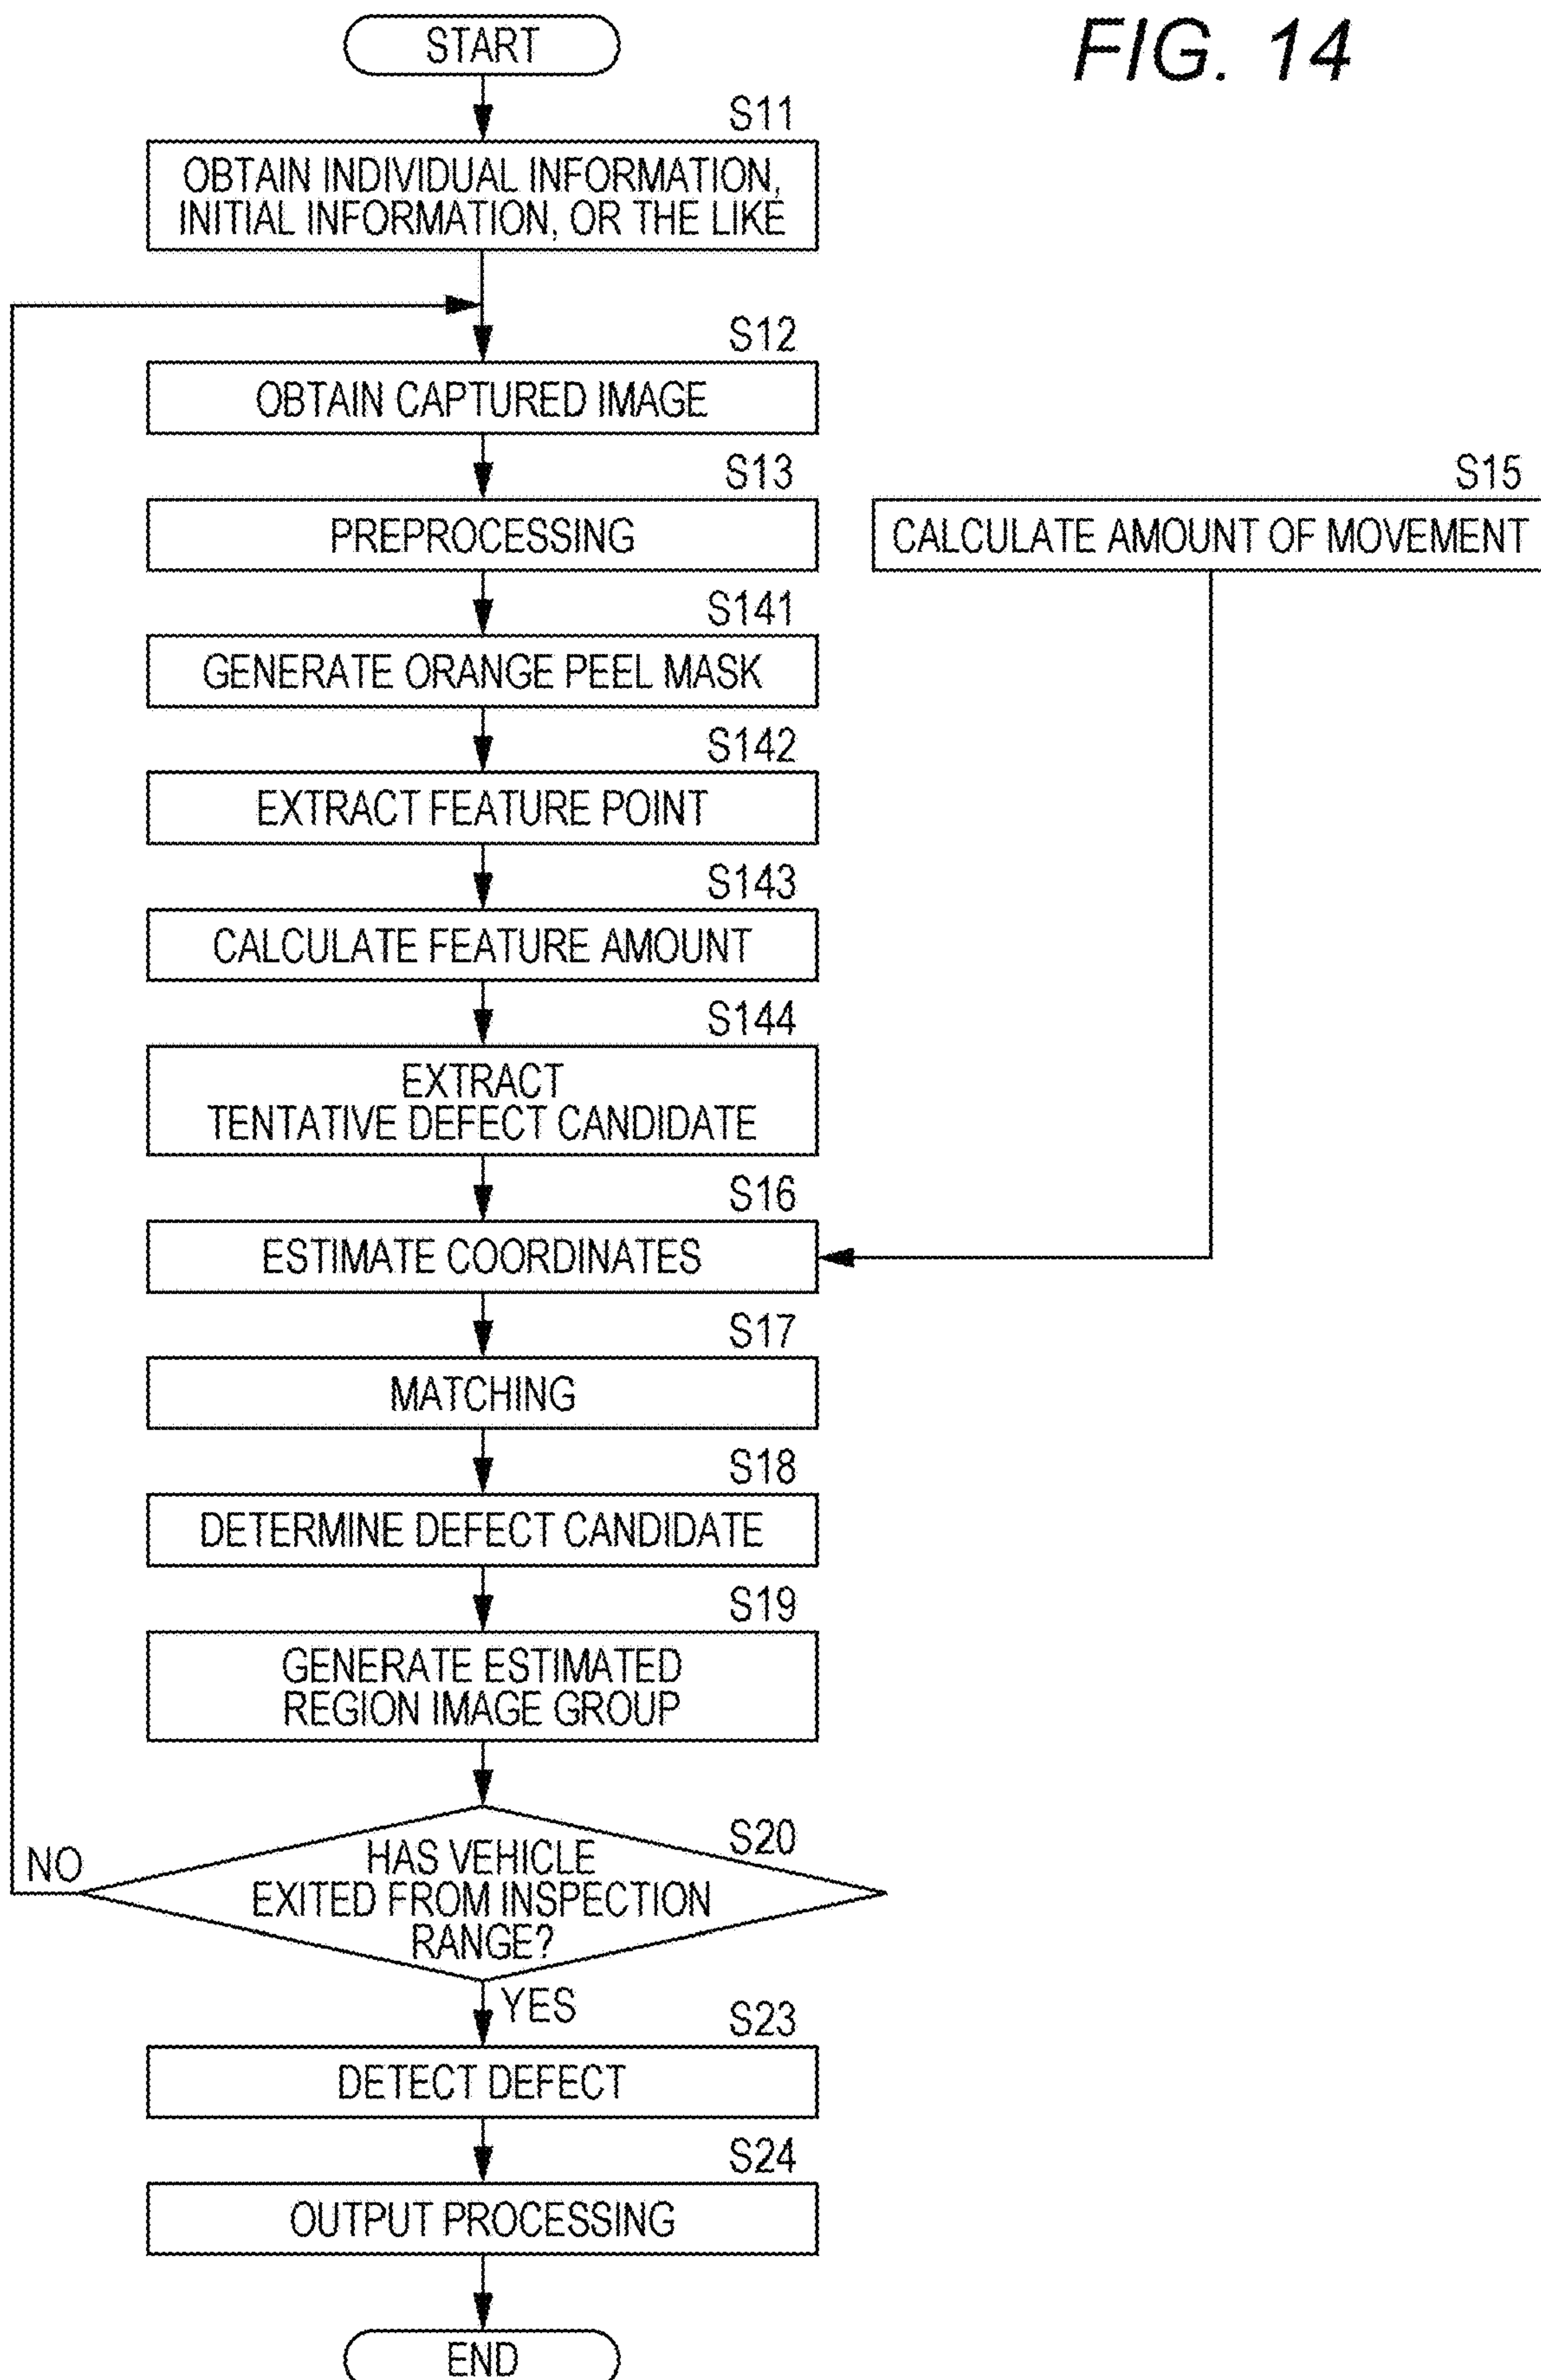 FIG. 14
START
S11
OBTAIN INDIVIDUAL INFORMATION,
INITIAL INFORMATION, OR THE LIKE
S12
OBTAIN CAPTURED IMAGE
S13
PREPROCESSING
S15
CALCULATE AMOUNT OF MOVEMENT
S141
GENERATE ORANGE PEEL MASK
S142
EXTRACT FEATURE POINT
S143
CALCULATE FEATURE AMOUNT
S144
EXTRACT
TENTATIVE DEFECT CANDIDATE
S16
ESTIMATE COORDINATES
S17
MATCHING
S18
DETERMINE DEFECT CANDIDATE
S19
GENERATE ESTIMATED
REGION IMAGE GROUP
S20
NO
HAS VEHICLE
EXITED FROM INSPECTION
RANGE?
YES
S23
DETECT DEFECT
S24
OUTPUT PROCESSING
END